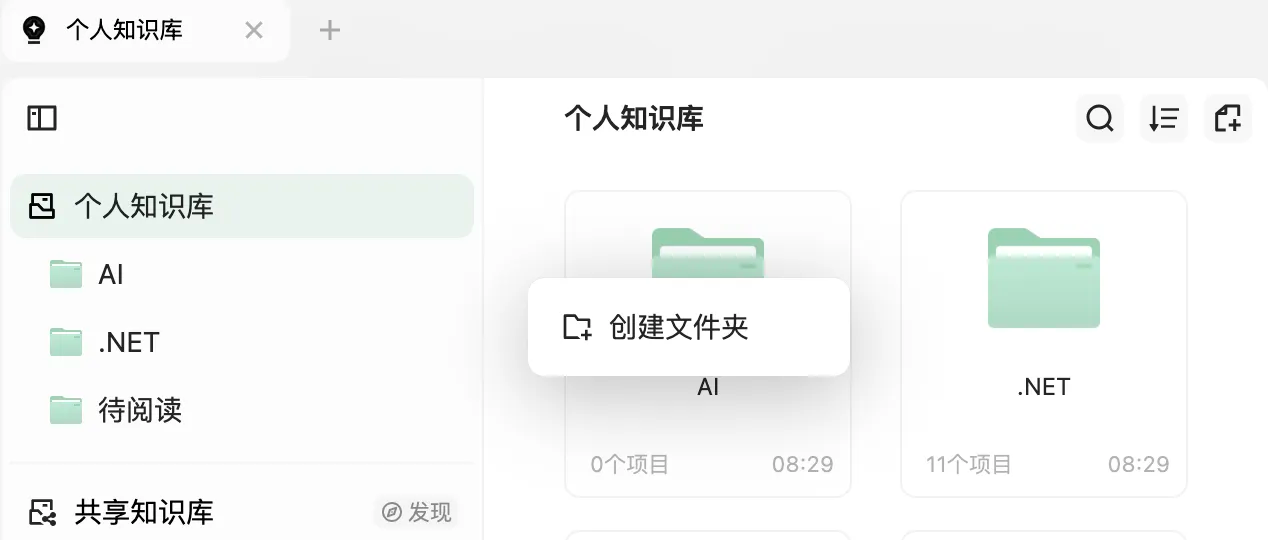 个人知识库
个人知识库
个人知识库
AI
.NET
待阅读
共享知识库
发现
创建文件夹
AI
.NET
0个项目 08:29
11个项目 08:29